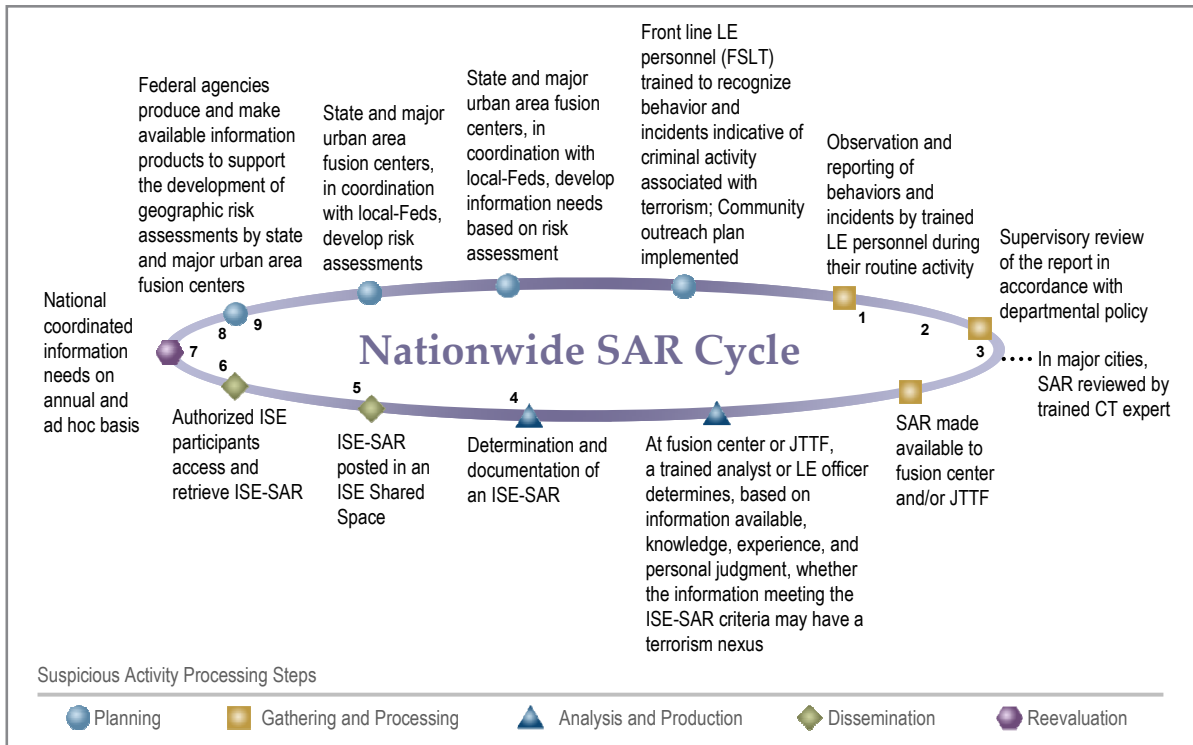 Federal agencies
produce and make
available information
products to support
the development of
geographic risk
assessments by state
and major urban area
fusion centers
State and major
urban area
fusion centers,
in coordination
with local-Feds,
develop risk
assessments
State and major
urban area fusion
centers, in
coordination with
local-Feds, develop
information needs
based on risk
assessment
Front line LE
personnel (FSLT)
trained to recognize
behavior and
incidents indicative of
criminal activity
associated with
terrorism; Community
outreach plan
implemented
Observation and
reporting of
behaviors and
incidents by trained
LE personnel during
their routine activity
Supervisory review
of the report in
accordance with
departmental policy
In major cities,
SAR reviewed by
trained CT expert
National
coordinated
information
needs on
annual and
ad hoc basis
8
9
7
6
5
4
1
2
3
Nationwide SAR Cycle
Authorized ISE
participants
access and
retrieve ISE-SAR
ISE-SAR
posted in an
ISE Shared
Space
Determination and
documentation of
an ISE-SAR
At fusion center or JTTF,
a trained analyst or LE officer
determines, based on
information available,
knowledge, experience, and
personal judgment, whether
the information meeting the
ISE-SAR criteria may have a
terrorism nexus
SAR made
available to
fusion center
and/or JTTF
Suspicious Activity Processing Steps
Planning
Gathering and Processing
Analysis and Production
Dissemination
Reevaluation